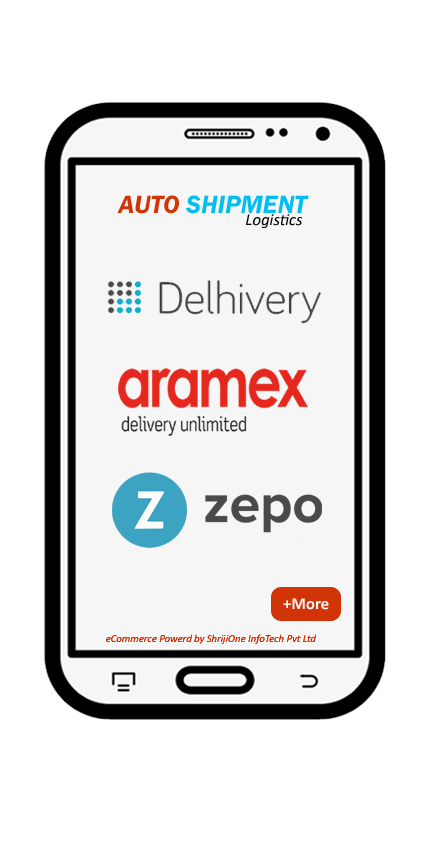 AUTO SHIPMENT
Logistics
Delhivery
aramex
delivery unlimited
Z zepo
+More
eCommerce Powerd by ShrijiOne InfoTech Pvt Ltd